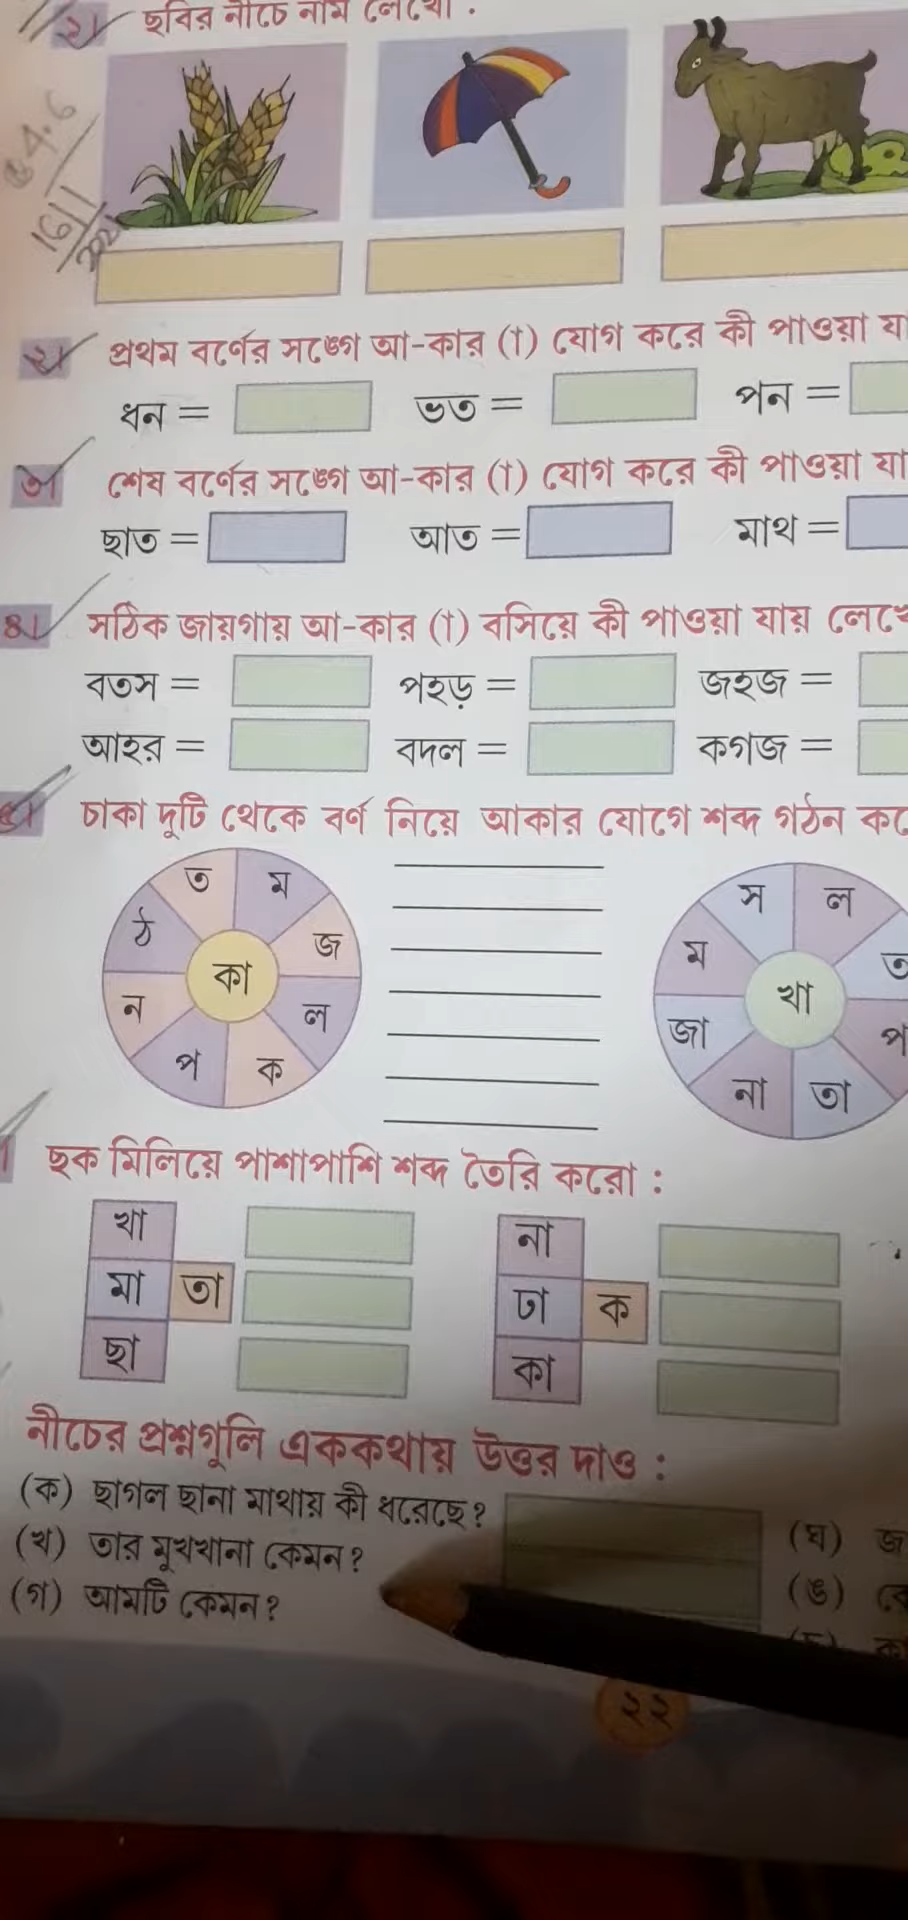 ১। ছবির নীচে নাম লেখো :
২। প্রথম বর্ণের সঙ্গে আ-কার (া) যোগ করে কী পাওয়া যা
ধন = ভত = পন =
৩। শেষ বর্ণের সঙ্গে আ-কার (া) যোগ করে কী পাওয়া যা
ছাত = আত = মাথ =
৪। সঠিক জায়গায় আ-কার (া) বসিয়ে কী পাওয়া যায় লেখে
বতস = পহড় = জহজ =
আহর = বদল = কগজ =
৫। চাকা দুটি থেকে বর্ণ নিয়ে আকার যোগে শব্দ গঠন ক
ত ম জ ল ক প ন ঠ কা
স ল ত প তা না জা ম খা
ছক মিলিয়ে পাশাপাশি শব্দ তৈরি করো :
খা না
মা তা ঢা ক
ছা কা
নীচের প্রশ্নগুলি এককথায় উত্তর দাও :
(ক) ছাগল ছানা মাথায় কী ধরেছে?
(খ) তার মুখখানা কেমন? (ঘ) জ
(গ) আমটি কেমন? (ঙ)
২২